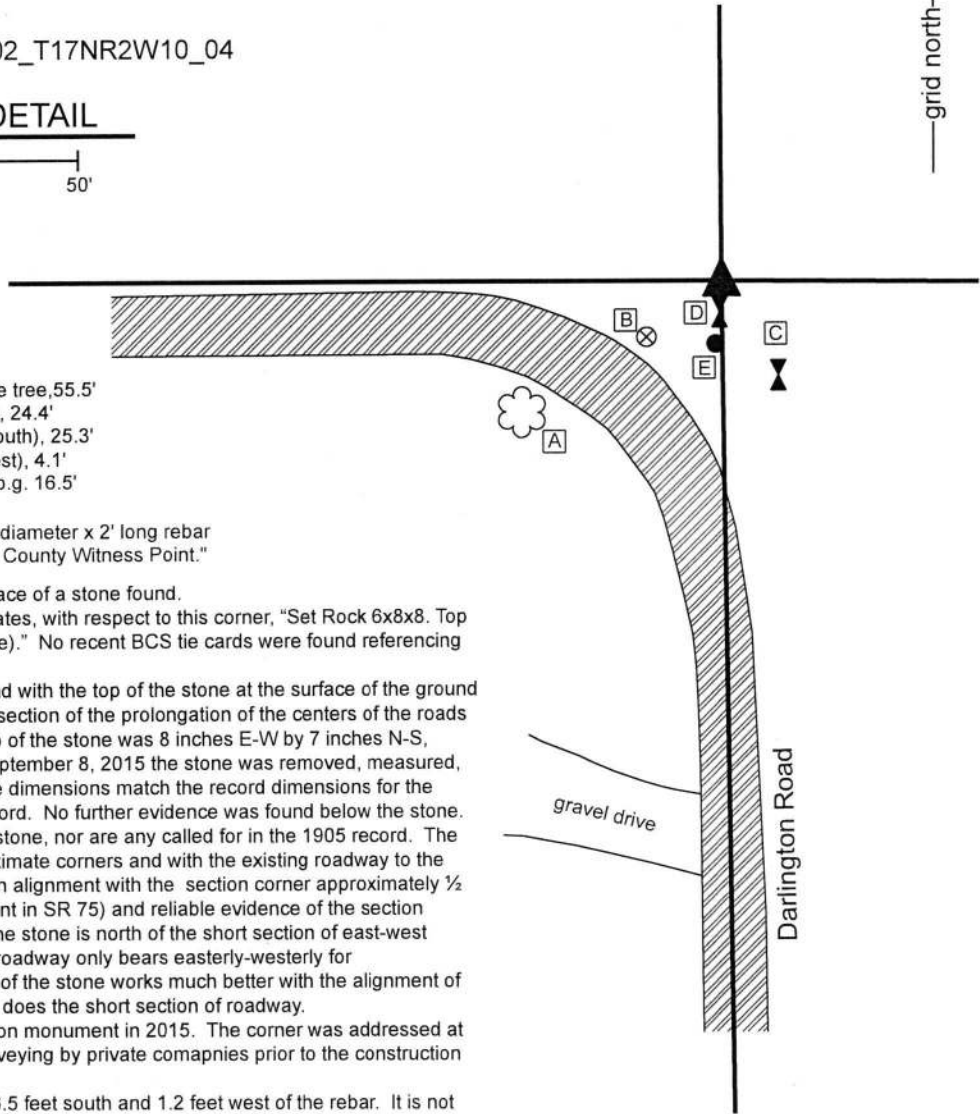 02_T17NR2W10_04
DETAIL
50'
grid north
B
D
C
E
A
e tree,55.5'
, 24.4'
outh), 25.3'
st), 4.1'
o.g. 16.5'
diameter x 2' long rebar
County Witness Point."
ace of a stone found.
ates, with respect to this corner, “Set Rock 6x8x8. Top
e).” No recent BCS tie cards were found referencing
d with the top of the stone at the surface of the ground
section of the prolongation of the centers of the roads
o of the stone was 8 inches E-W by 7 inches N-S,
eptember 8, 2015 the stone was removed, measured,
e dimensions match the record dimensions for the
ord. No further evidence was found below the stone.
stone, nor are any called for in the 1905 record. The
ximate corners and with the existing roadway to the
n alignment with the section corner approximately ½
ent in SR 75) and reliable evidence of the section
he stone is north of the short section of east-west
roadway only bears easterly-westerly for
of the stone works much better with the alignment of
does the short section of roadway.
on monument in 2015. The corner was addressed at
veying by private comapnies prior to the construction
6.5 feet south and 1.2 feet west of the rebar. It is not
gravel drive
Darlington Road